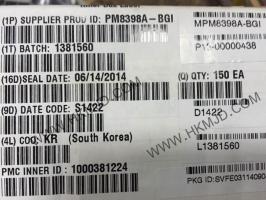 (1P) SUPPLIER PROD ID: PM8398A-BGI
MPM8398A-BGI
(1T) BATCH: 1381560
(16D)SEAL DATE: 06/14/2014
(Q) QTY: 150 EA
(9D) DATE CODE: S1422
D1422
(4L) COO: KR (South Korea)
L1381560
PMC INNER ID : 1000381224
WWW.HKMJD.COM